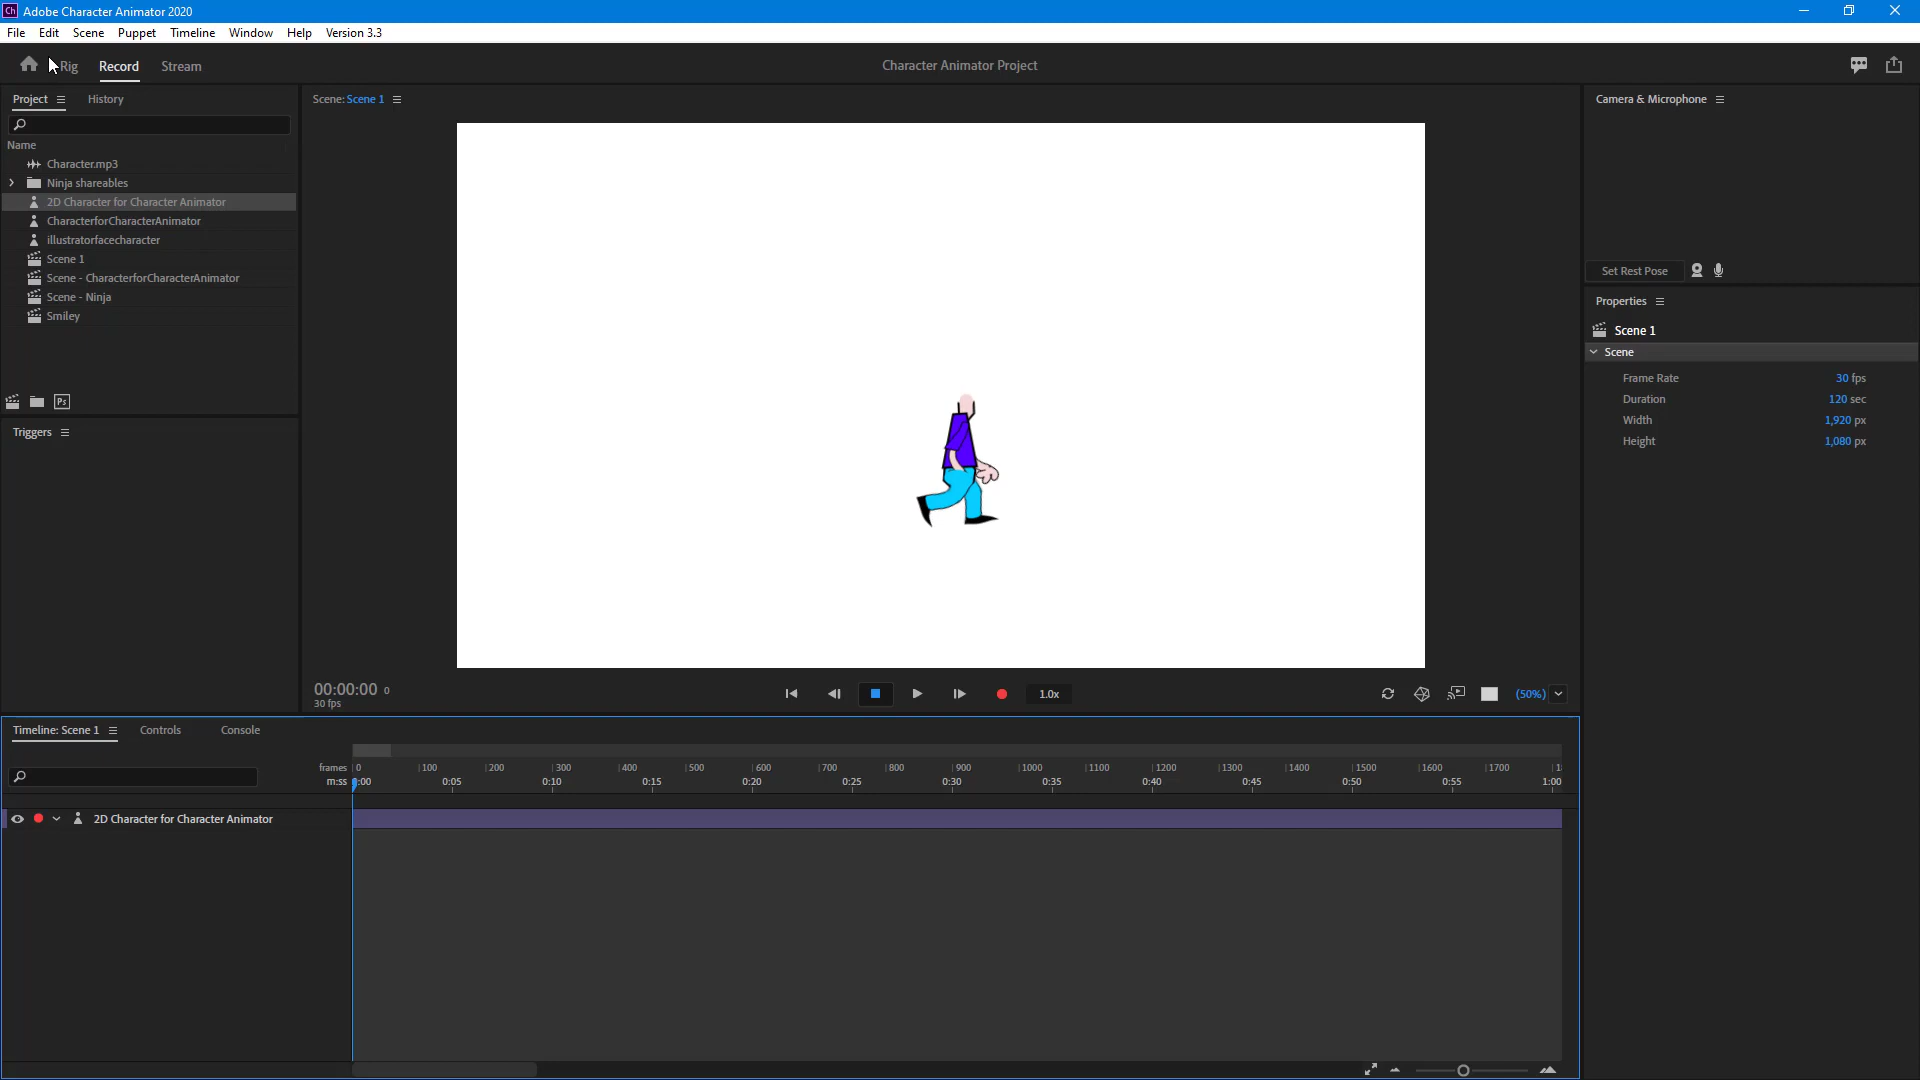 Ch Adobe Character Animator 2020
File Edit Scene Puppet Timeline Window Help Version 3.3
Rig Record Stream Character Animator Project
Project History
Scene: Scene 1
Camera & Microphone
Name
Character.mp3
Ninja shareables
2D Character for Character Animator
CharacterforCharacterAnimator
illustratorfacecharacter
Scene 1
Scene - CharacterforCharacterAnimator
Scene - Ninja
Smiley
Set Rest Pose
Properties
Scene 1
Scene
Frame Rate 30 fps
Duration 120 sec
Width 1,920 px
Height 1,080 px
Ps
Triggers
00:00:00 0
30 fps
1.0x
(50%)
Timeline: Scene 1 Controls Console
frames 0 100 200 300 400 500 600 700 800 900 1000 1100 1200 1300 1400 1500 1600 1700 1
m:ss 0:00 0:05 0:10 0:15 0:20 0:25 0:30 0:35 0:40 0:45 0:50 0:55 1:00
2D Character for Character Animator